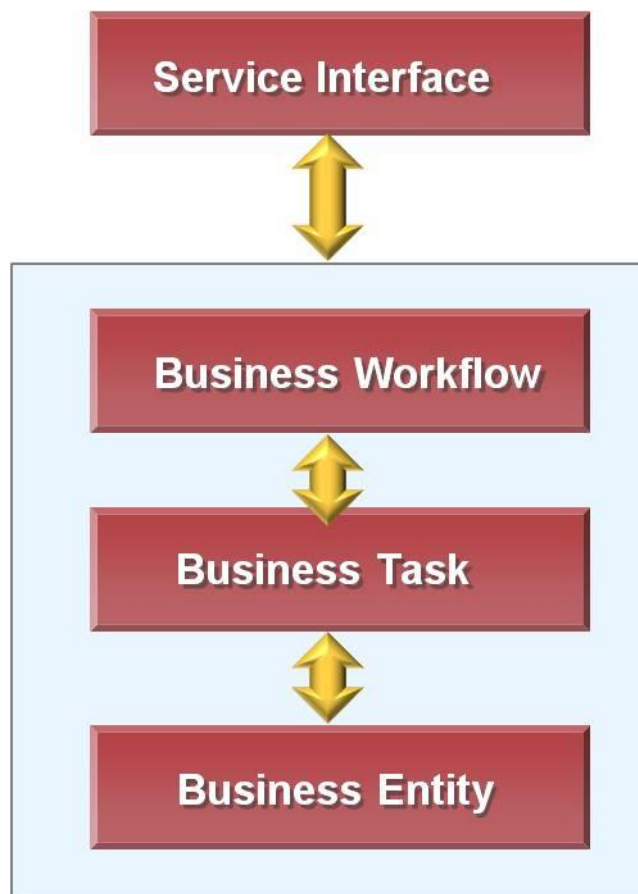 Service Interface
Business Workflow
Business Task
Business Entity